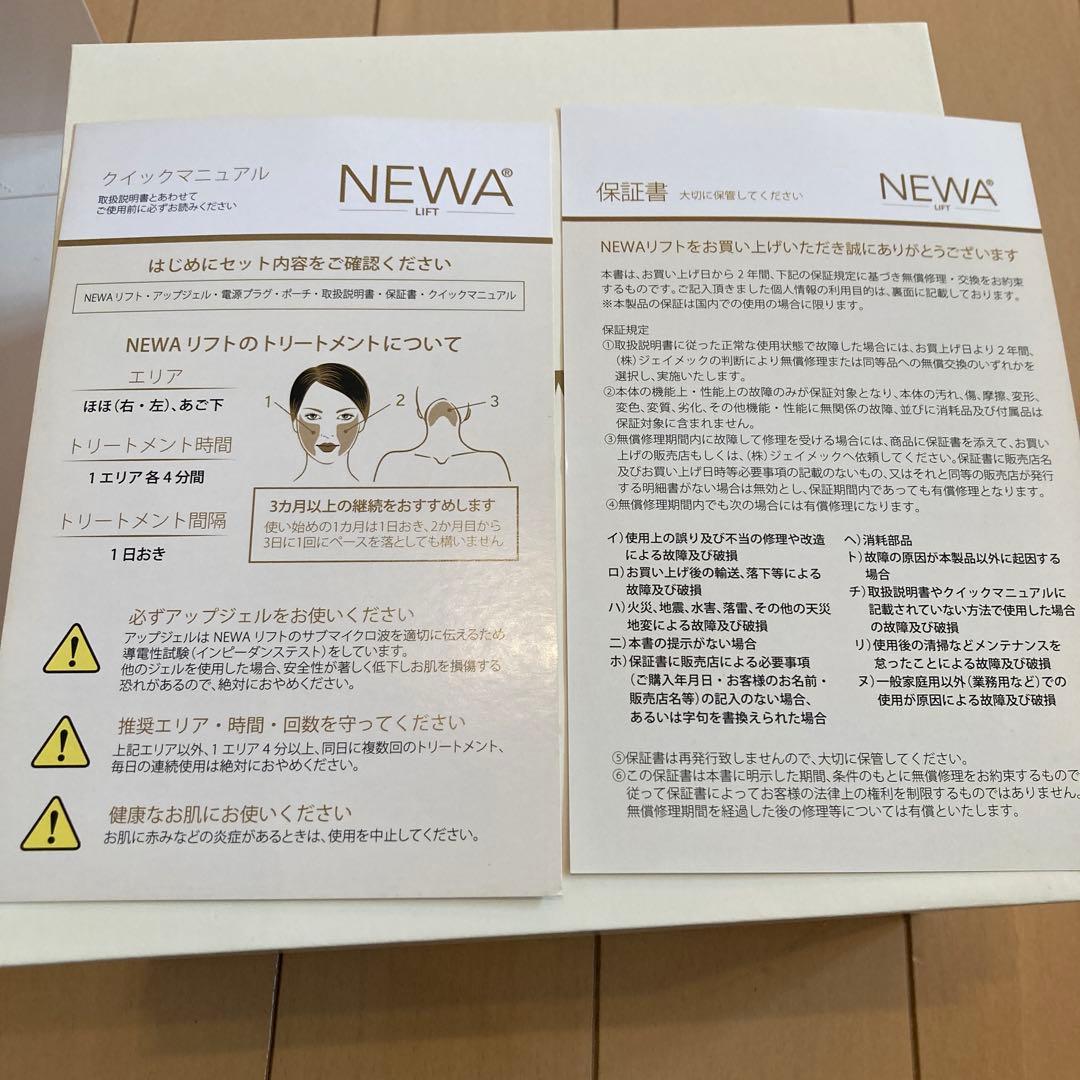 クイックマニュアル
取扱説明書とあわせて
ご使用前に必ずお読みください
NEWA®
LIFT
はじめにセット内容をご確認ください
NEWAリフト・アップジェル・電源プラグ・ポーチ・取扱説明書・保証書・クイックマニュアル
NEWAリフトのトリートメントについて
エリア
ほほ(右・左)、あご下
トリートメント時間
1エリア各4分間
トリートメント間隔
1日おき
1
2
3
3カ月以上の継続をおすすめします
使い始めの1カ月は1日おき、2か月目から
3日に1回にペースを落としても構いません
必ずアップジェルをお使いください
アップジェルは NEWA リフトのサブマイクロ波を適切に伝えるため
導電性試験(インピーダンステスト)をしています。
他のジェルを使用した場合、安全性が著しく低下しお肌を損傷する
恐れがあるので、絶対におやめください。
推奨エリア・時間・回数を守ってください
上記エリア以外、1エリア4分以上、同日に複数回のトリートメント、
毎日の連続使用は絶対におやめください。
健康なお肌にお使いください
お肌に赤みなどの炎症があるときは、使用を中止してください。
保証書 大切に保管してください
NEWA®
LIFT
NEWAリフトをお買い上げいただき誠にありがとうございます
本書は、お買い上げ日から2年間、下記の保証規定に基づき無償修理・交換をお約束
するものです。ご記入頂きました個人情報の利用目的は、裏面に記載しております。
※本製品の保証は国内での使用の場合に限ります。
保証規定
①取扱説明書に従った正常な使用状態で故障した場合には、お買上げ日より2年間、
(株)ジェイメックの判断により無償修理または同等品への無償交換のいずれかを
選択し、実施いたします。
②本体の機能上・性能上の故障のみが保証対象となり、本体の汚れ、傷、摩擦、変形、
変色、変質、劣化、その他機能・性能に無関係の故障、並びに消耗品及び付属品は
保証対象に含まれません。
③無償修理期間内に故障して修理を受ける場合には、商品に保証書を添えて、お買い
上げの販売店もしくは、(株)ジェイメックへ依頼してください。保証書に販売店名
及びお買い上げ日時等必要事項の記載のないもの、又はそれと同等の販売店が発行
する明細書がない場合は無効とし、保証期間内であっても有償修理となります。
④無償修理期間内でも次の場合には有償修理になります。
イ)使用上の誤り及び不当の修理や改造
による故障及び破損
ロ)お買い上げ後の輸送、落下等による
故障及び破損
ハ)火災、地震、水害、落雷、その他の天災
地変による故障及び破損
ニ)本書の提示がない場合
ホ)保証書に販売店による必要事項
(ご購入年月日・お客様のお名前・
販売店名等)の記入のない場合、
あるいは字句を書換えられた場合
ヘ)消耗部品
ト)故障の原因が本製品以外に起因する
場合
チ)取扱説明書やクイックマニュアルに
記載されていない方法で使用した場合
の故障及び破損
リ)使用後の清掃などメンテナンスを
怠ったことによる故障及び破損
ヌ)一般家庭用以外(業務用など)での
使用が原因による故障及び破損
⑤保証書は再発行致しませんので、大切に保管してください。
⑥この保証書は本書に明示した期間、条件のもとに無償修理をお約束するもので
従って保証書によってお客様の法律上の権利を制限するものではありません。
無償修理期間を経過した後の修理等については有償といたします。